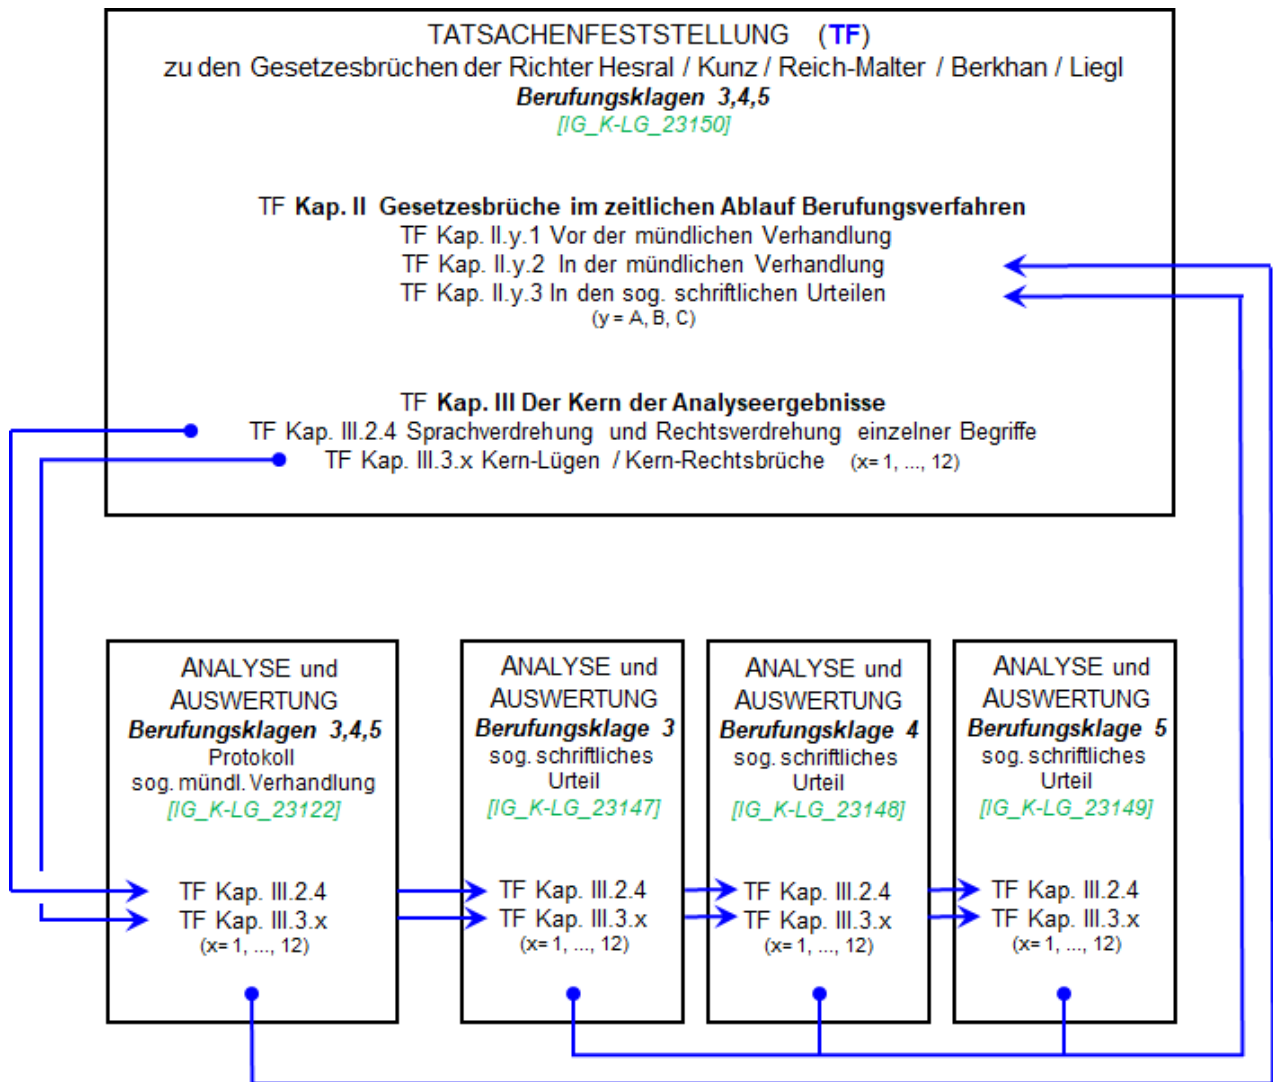 TATSACHENFESTSTELLUNG (TF)
zu den Gesetzesbrüchen der Richter Hesral / Kunz / Reich-Malter / Berkhan / Liegl
Berufungsklagen 3,4,5
[IG_K-LG_23150]
TF Kap. II Gesetzesbrüche im zeitlichen Ablauf Berufungsverfahren
TF Kap. II.y.1 Vor der mündlichen Verhandlung
TF Kap. II.y.2 In der mündlichen Verhandlung
TF Kap. II.y.3 In den sog. schriftlichen Urteilen
(y = A, B, C)
TF Kap. III Der Kern der Analyseergebnisse
TF Kap. III.2.4 Sprachverdrehung und Rechtsverdrehung einzelner Begriffe
TF Kap. III.3.x Kern-Lügen / Kern-Rechtsbrüche (x= 1, ..., 12)
ANALYSE und
AUSWERTUNG
Berufungsklagen 3,4,5
Protokoll
sog. mündl. Verhandlung
[IG_K-LG_23122]
TF Kap. III.2.4
TF Kap. III.3.x
(x= 1, ..., 12)
ANALYSE und
AUSWERTUNG
Berufungsklage 3
sog. schriftliches
Urteil
[IG_K-LG_23147]
TF Kap. III.2.4
TF Kap. III.3.x
(x= 1, ..., 12)
ANALYSE und
AUSWERTUNG
Berufungsklage 4
sog. schriftliches
Urteil
[IG_K-LG_23148]
TF Kap. III.2.4
TF Kap. III.3.x
(x= 1, ..., 12)
ANALYSE und
AUSWERTUNG
Berufungsklage 5
sog. schriftliches
Urteil
[IG_K-LG_23149]
TF Kap. III.2.4
TF Kap. III.3.x
(x= 1, ..., 12)